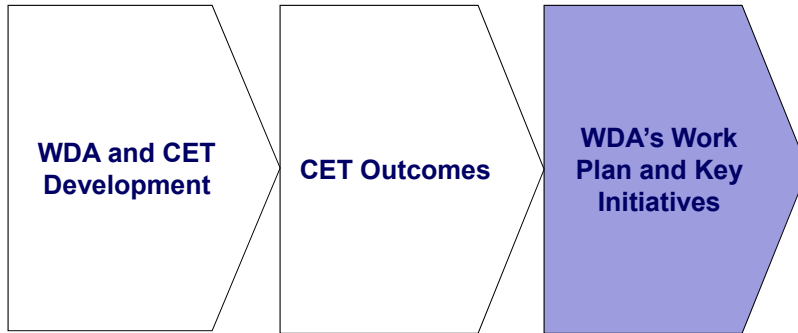 WDA and CET
Development
CET Outcomes
WDA's Work
Plan and Key
Initiatives